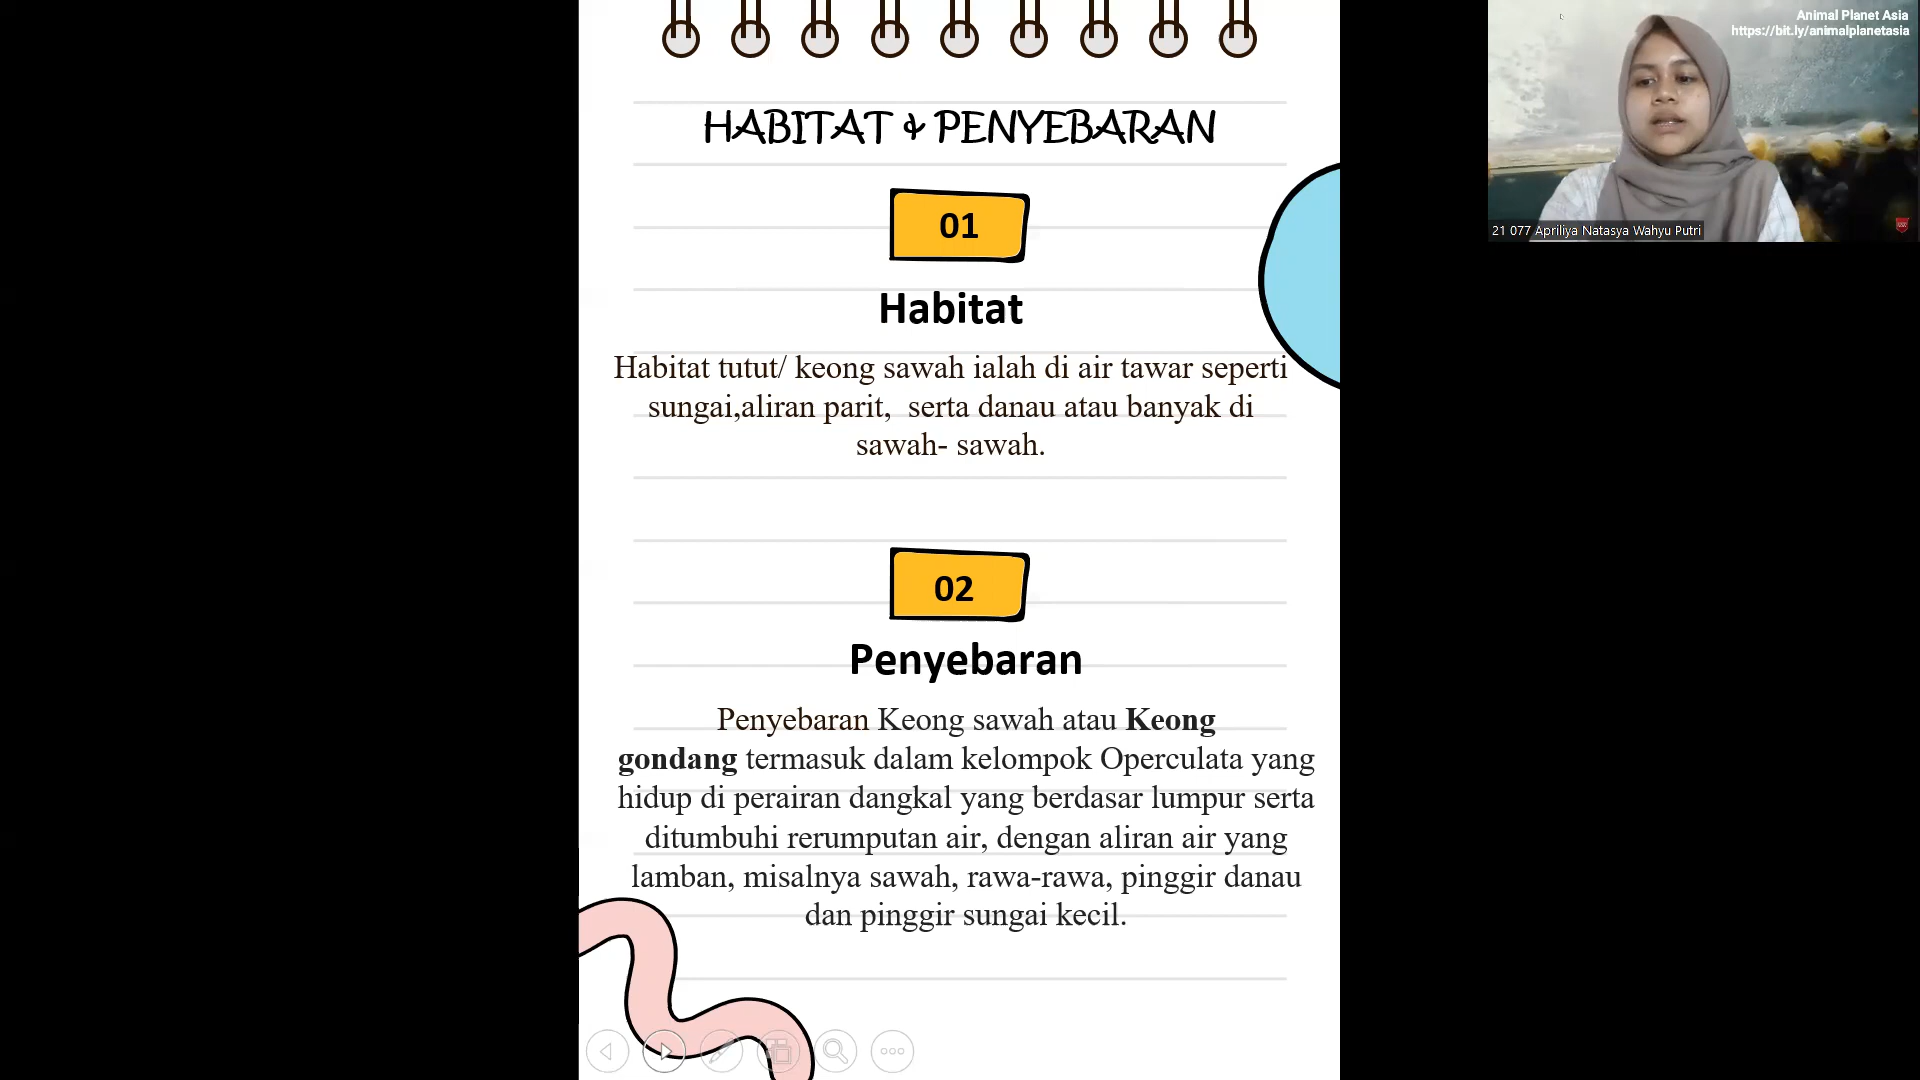 HABITAT & PENYEBARAN
01
Habitat
Habitat tutut/ keong sawah ialah di air tawar seperti
sungai,aliran parit,  serta danau atau banyak di
sawah- sawah.
02
Penyebaran
Penyebaran Keong sawah atau Keong
gondang termasuk dalam kelompok Operculata yang
hidup di perairan dangkal yang berdasar lumpur serta
ditumbuhi rerumputan air, dengan aliran air yang
lamban, misalnya sawah, rawa-rawa, pinggir danau
dan pinggir sungai kecil.
Animal Planet Asia
https://bit.ly/animalplanetasia
21 077 Apriliya Natasya Wahyu Putri